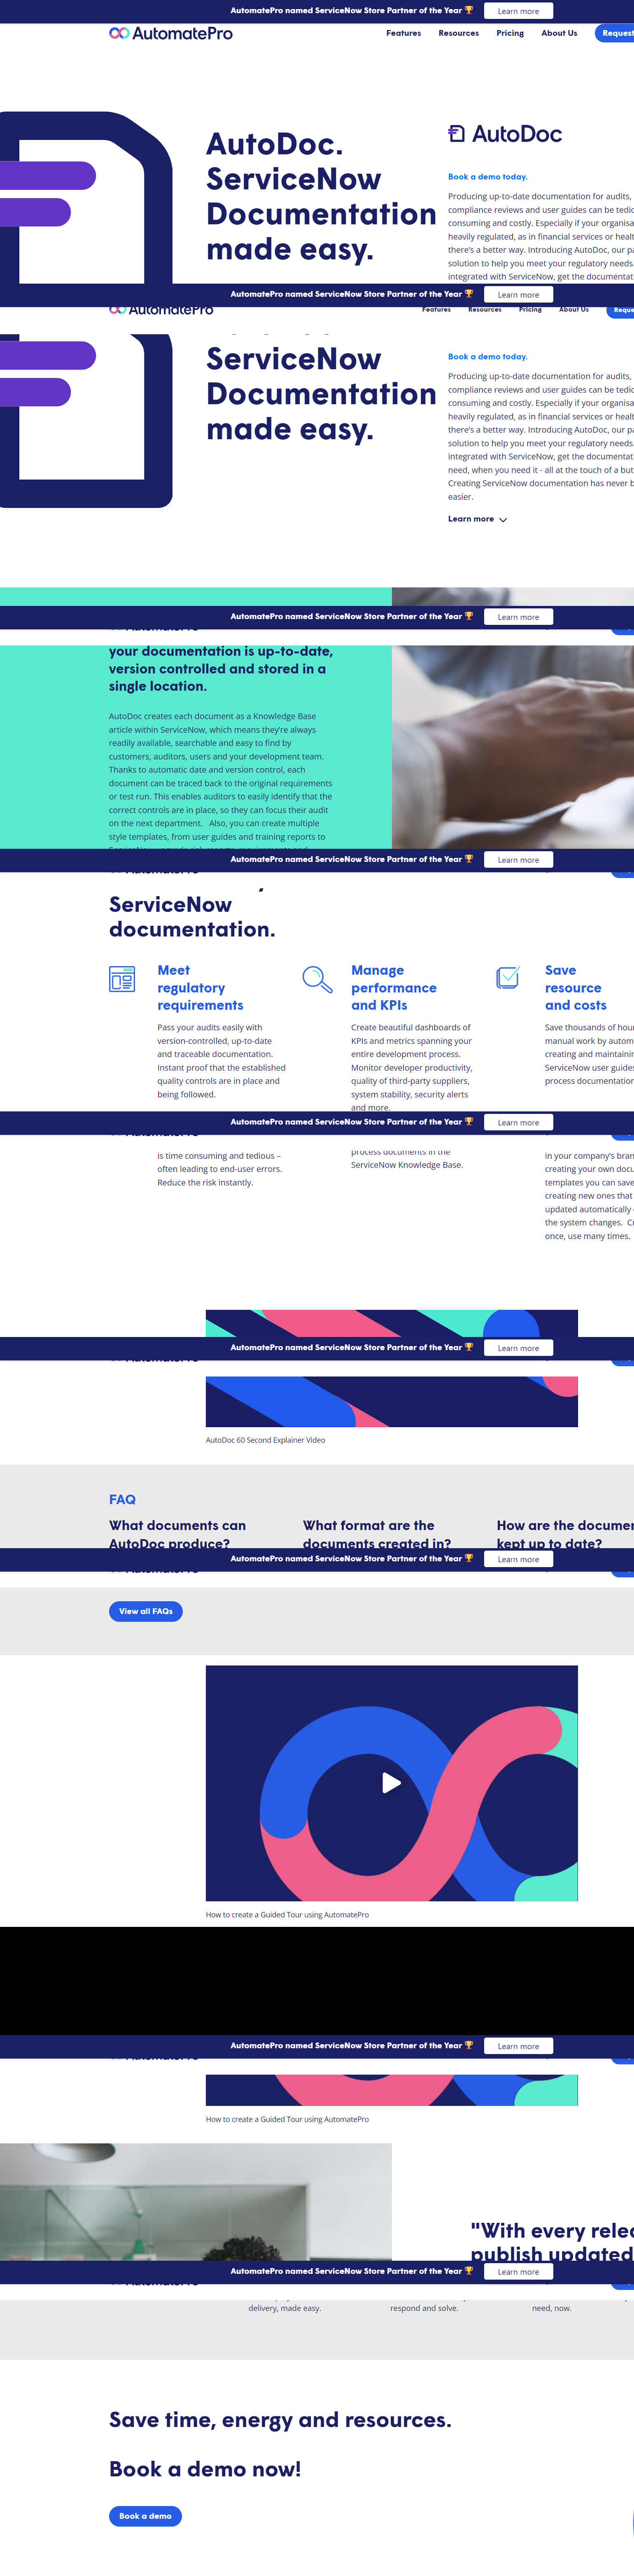 AutomatePro named ServiceNow Store Partner of the Year 🏆 Learn more
AutomatePro Features Resources Pricing About Us Request
AutoDoc.
ServiceNow
Documentation
made easy.
AutoDoc
Book a demo today.
Producing up-to-date documentation for audits,
compliance reviews and user guides can be
consuming and costly. Especially if your
heavily regulated, as in financial services or
there's a better way. Introducing AutoDoc, our
solution to help you meet your regulatory needs
integrated with ServiceNow, get the
AutomatePro named ServiceNow Store Partner of the Year 🏆 Learn more
AutomatePro Features Resources Pricing About Us
ServiceNow
Documentation
made easy.
Book a demo today.
Producing up-to-date documentation for audits,
compliance reviews and user guides can be
consuming and costly. Especially if your
heavily regulated, as in financial services or
there's a better way. Introducing AutoDoc, our
solution to help you meet your regulatory needs
integrated with ServiceNow, get the
need, when you need it - all at the touch of a
Creating ServiceNow documentation has never
easier.
Learn more
AutomatePro named ServiceNow Store Partner of the Year 🏆 Learn more
your documentation is up-to-date,
version controlled and stored in a
single location.
AutoDoc creates each document as a Knowledge Base
article within ServiceNow, which means they're always
readily available, searchable and easy to find by
customers, auditors, users and your development team.
Thanks to automatic date and version control, each
document can be traced back to the original requirements
or test run. This enables auditors to easily identify that the
correct controls are in place, so they can focus their audit
on the next department. Also, you can create multiple
style templates, from user guides and training reports to
AutomatePro named ServiceNow Store Partner of the Year 🏆 Learn more
ServiceNow
documentation.
Meet
regulatory
requirements
Pass your audits easily with
version-controlled, up-to-date
and traceable documentation.
Instant proof that the established
quality controls are in place and
being followed.
Manage
performance
and KPIs
Create beautiful dashboards of
KPIs and metrics spanning your
entire development process.
Monitor developer productivity,
quality of third-party suppliers,
system stability, security alerts
and more.
Save
resource
and costs
Save thousands of
manual work by
creating and
ServiceNow user
process
AutomatePro named ServiceNow Store Partner of the Year 🏆 Learn more
is time consuming and tedious –
often leading to end-user errors.
Reduce the risk instantly.
process documents in the
ServiceNow Knowledge Base.
in your company's
creating your own
templates you can save
creating new ones that
updated automatically
the system changes.
once, use many times.
AutomatePro named ServiceNow Store Partner of the Year 🏆 Learn more
AutoDoc 60 Second Explainer Video
FAQ
What documents can
AutoDoc produce?
What format are the
documents created in?
How are the
kept up to date?
AutomatePro named ServiceNow Store Partner of the Year 🏆 Learn more
View all FAQs
How to create a Guided Tour using AutomatePro
AutomatePro named ServiceNow Store Partner of the Year 🏆 Learn more
How to create a Guided Tour using AutomatePro
"With every
publish updated
AutomatePro named ServiceNow Store Partner of the Year 🏆 Learn more
delivery, made easy.
respond and solve.
need, now.
Save time, energy and resources.
Book a demo now!
Book a demo